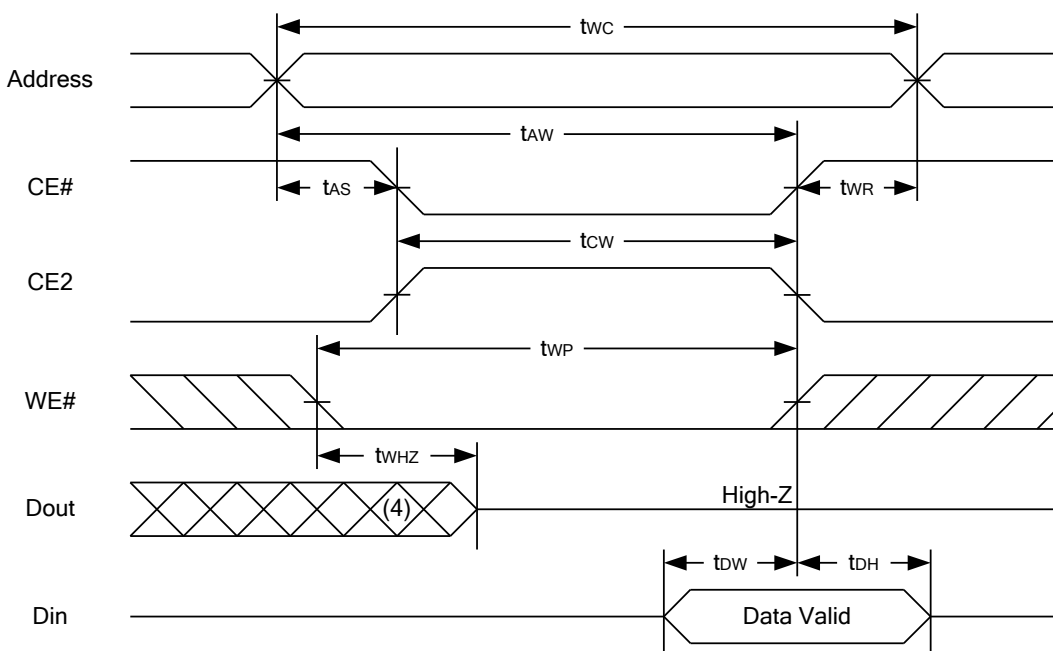 tWC
Address
tAW
CE#
tAS
tWR
tCW
CE2
tWP
WE#
tWHZ
Dout
(4)
High-Z
tDW
tDH
Din
Data Valid